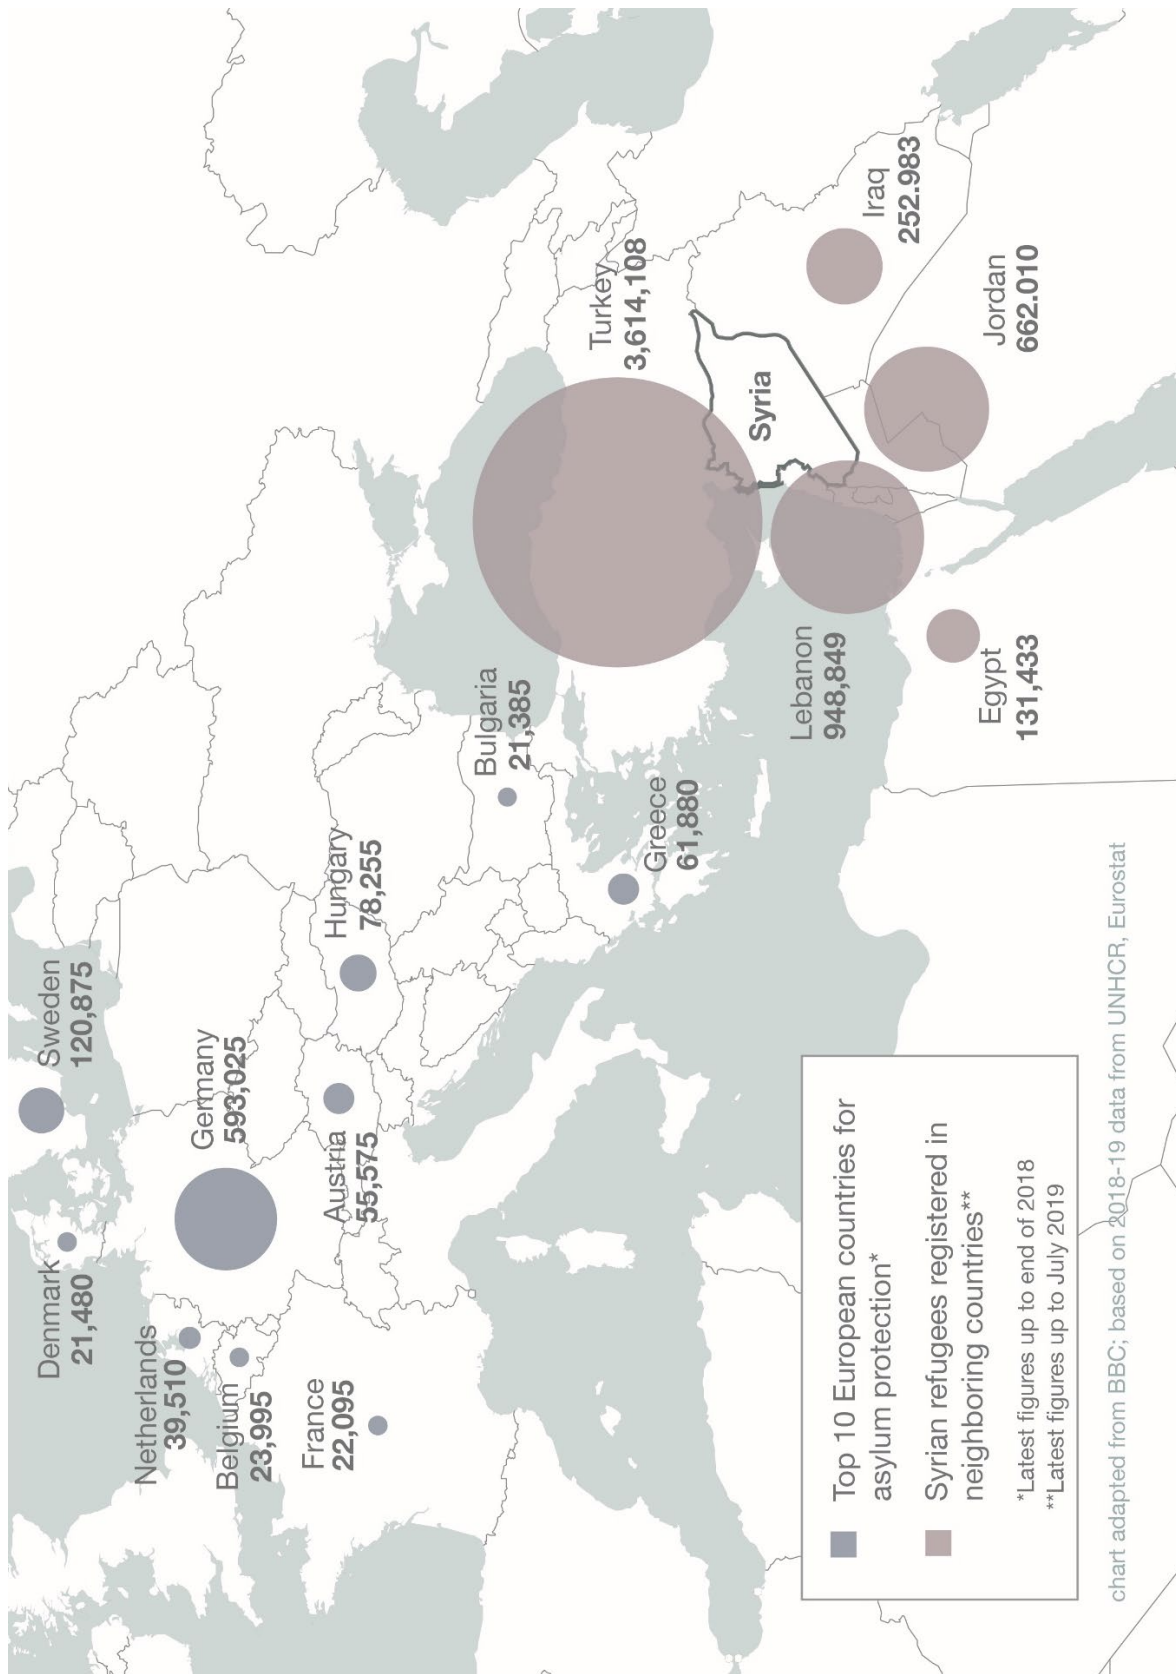 Sweden
120,875
Denmark
21,480
Netherlands
39,510
Germany
593,025
Belgium
23,995
France
22,095
Austria
55,575
Hungary
78,255
Bulgaria
21,385
Greece
61,880
Turkey
3,614,108
Syria
Lebanon
948,849
Iraq
252.983
Jordan
662.010
Egypt
131,433
Top 10 European countries for
asylum protection*
Syrian refugees registered in
neighboring countries**
*Latest figures up to end of 2018
**Latest figures up to July 2019
chart adapted from BBC; based on 2018-19 data from UNHCR, Eurostat